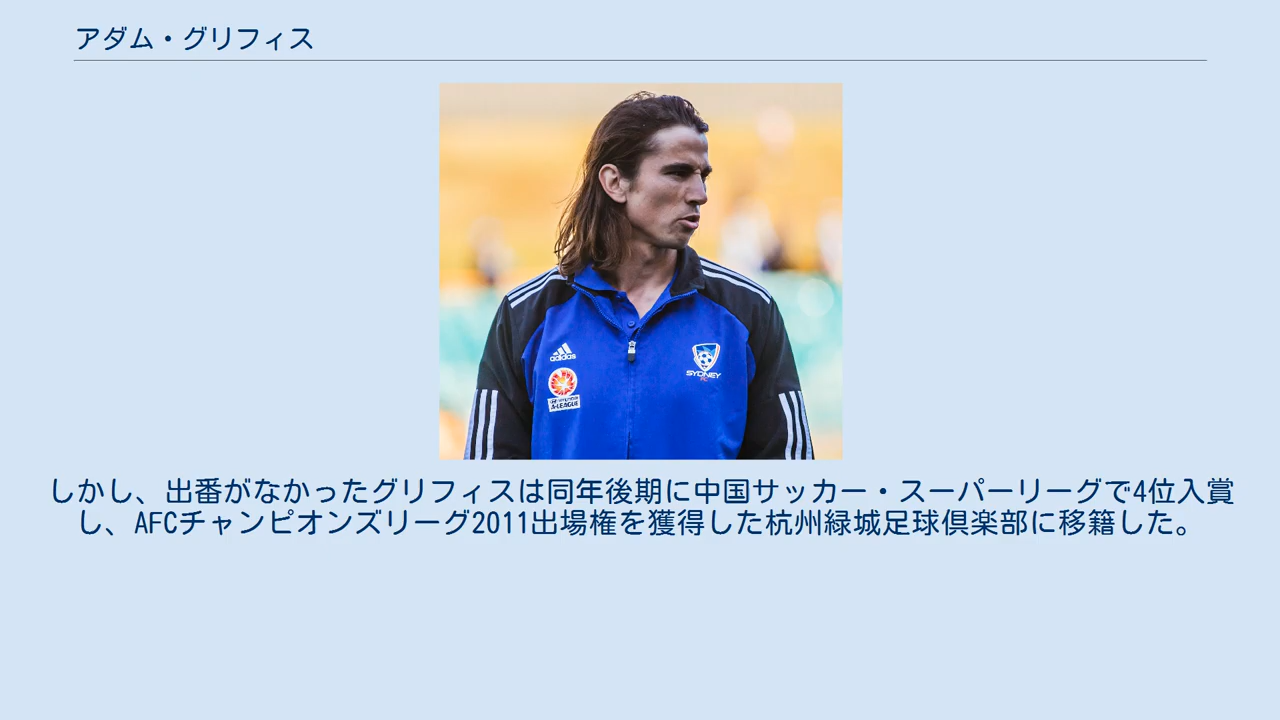 アダム・グリフィス
adidas
SYDNEY
FC
A-LEAGUE
しかし、出番がなかったグリフィスは同年後期に中国サッカー・スーパーリーグで4位入賞
し、AFCチャンピオンズリーグ2011出場権を獲得した杭州緑城足球倶楽部に移籍した。